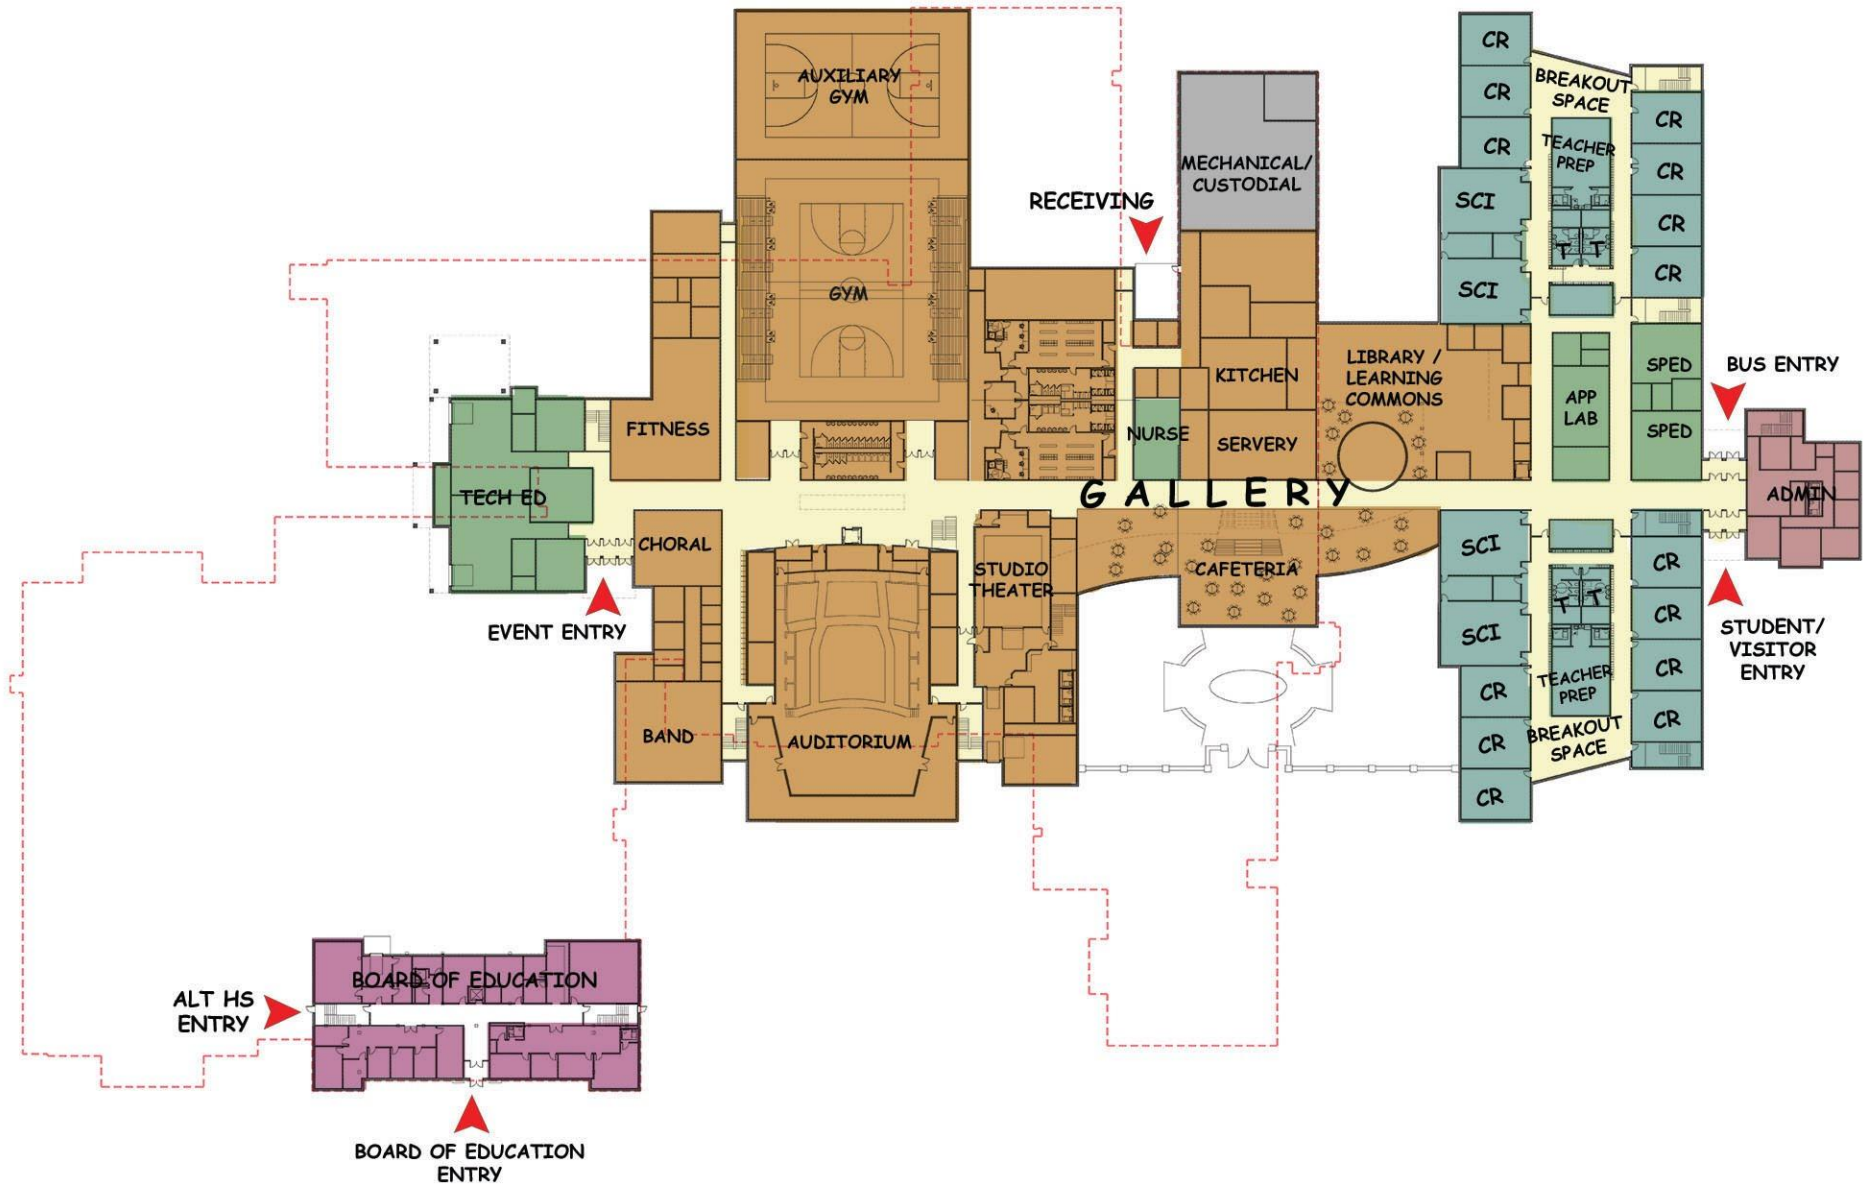 AUXILIARY
GYM
GYM
RECEIVING
MECHANICAL/
CUSTODIAL
CR
CR
CR
SCI
SCI
BREAKOUT
SPACE
TEACHER
PREP
T
T
CR
CR
CR
CR
FITNESS
TECH ED
NURSE
KITCHEN
SERVERY
LIBRARY /
LEARNING
COMMONS
APP
LAB
SPED
SPED
BUS ENTRY
ADMIN
GALLERY
CHORAL
EVENT ENTRY
BAND
AUDITORIUM
STUDIO
THEATER
CAFETERIA
SCI
SCI
CR
CR
CR
T
T
TEACHER
PREP
BREAKOUT
SPACE
CR
CR
CR
CR
STUDENT/
VISITOR
ENTRY
BOARD OF EDUCATION
ALT HS
ENTRY
BOARD OF EDUCATION
ENTRY